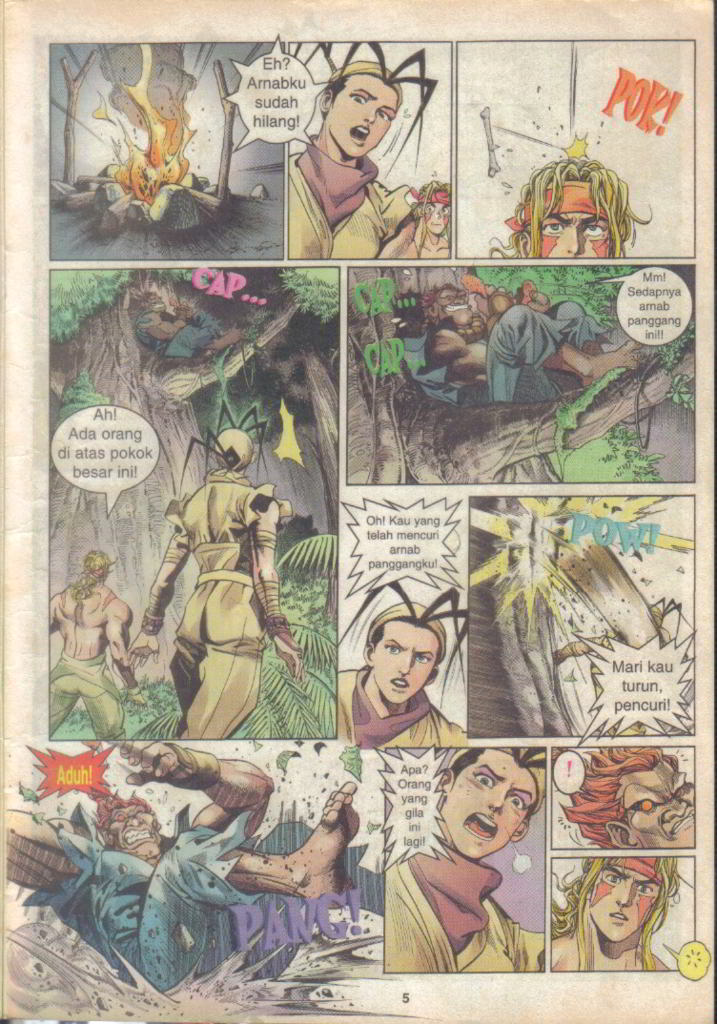 Eh?
Arnabku
sudah
hilang!
POK!
CAP...
Ah!
Ada orang
di atas pokok
besar ini!
CAP...
CAP...
Mm!
Sedapnya
arnab
panggang
ini!!
Oh! Kau yang
telah mencuri
arnab
panggangku!
POW!
Mari kau
turun,
pencuri!
Aduh!
PANG!
Apa?
Orang
yang
gila
ini
lagi!
!
5